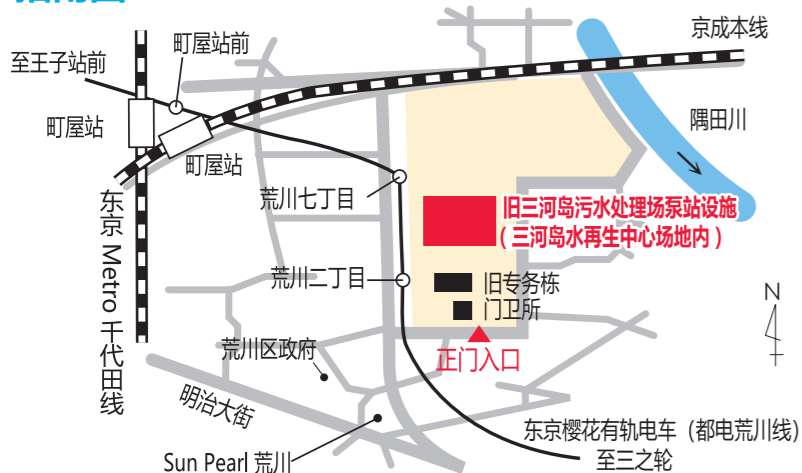 京成本线
町屋站前
至王子站前
町屋站
町屋站
隅田川
荒川七丁目
旧三河岛污水处理场泵站设施
(三河岛水再生中心场地内)
东京 Metro 千代田线
荒川二丁目
旧专务栋
门卫所
N
荒川区政府
正门入口
明治大街
东京樱花有轨电车 (都电荒川线)
至三之轮
Sun Pearl 荒川